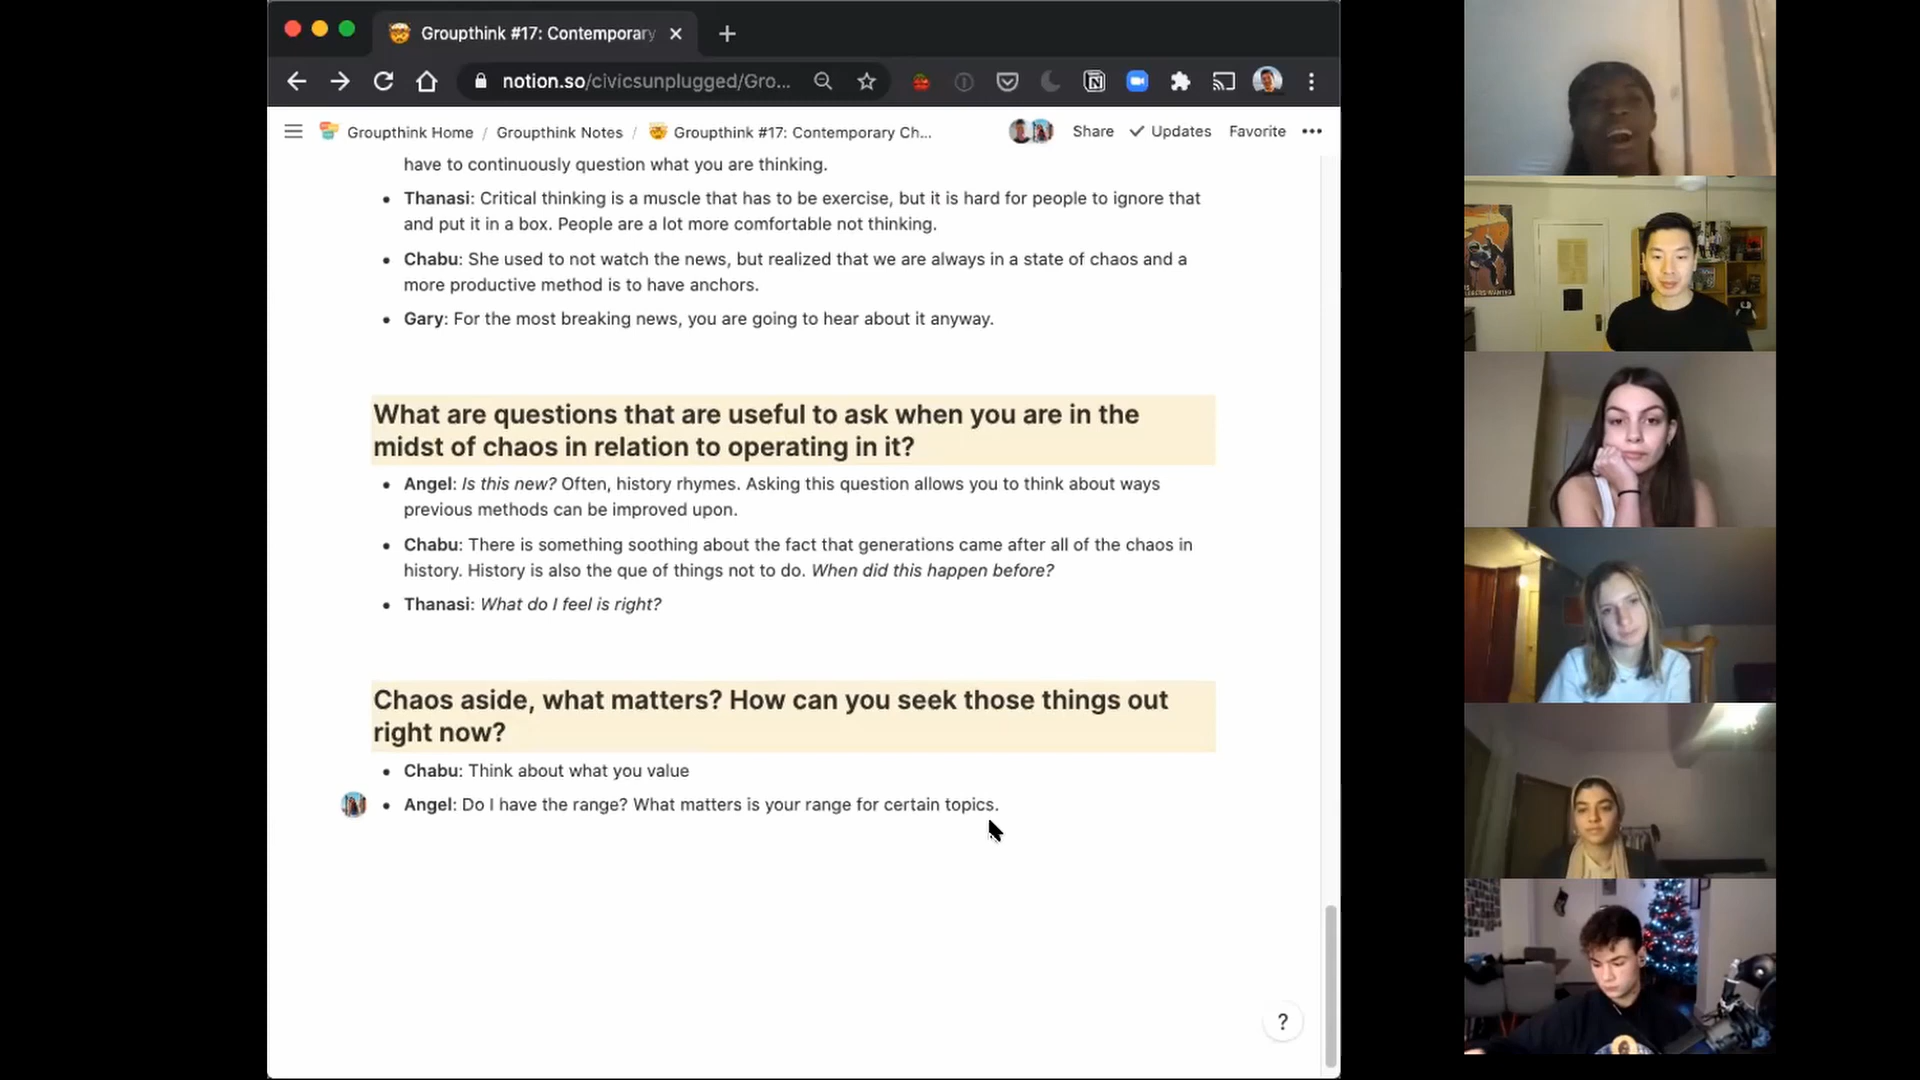 Groupthink #17: Contemporary
notion.so/civicsunplugged/Gro...
Groupthink Home / Groupthink Notes / Groupthink #17: Contemporary Ch... Share Updates Favorite
have to continuously question what you are thinking.
Thanasi: Critical thinking is a muscle that has to be exercise, but it is hard for people to ignore that
and put it in a box. People are a lot more comfortable not thinking.
Chabu: She used to not watch the news, but realized that we are always in a state of chaos and a
more productive method is to have anchors.
Gary: For the most breaking news, you are going to hear about it anyway.
What are questions that are useful to ask when you are in the
midst of chaos in relation to operating in it?
Angel: Is this new? Often, history rhymes. Asking this question allows you to think about ways
previous methods can be improved upon.
Chabu: There is something soothing about the fact that generations came after all of the chaos in
history. History is also the que of things not to do. When did this happen before?
Thanasi: What do I feel is right?
Chaos aside, what matters? How can you seek those things out
right now?
Chabu: Think about what you value
Angel: Do I have the range? What matters is your range for certain topics.
?